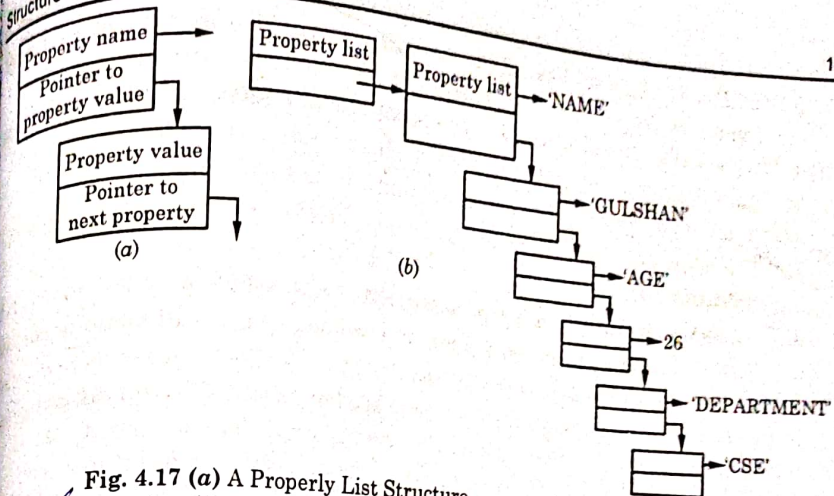 Structure
1
Property name
Pointer to
property value
Property value
Pointer to
next property
(a)
Property list
Property list
'NAME'
'GULSHAN'
'AGE'
26
'DEPARTMENT'
'CSE'
(b)
Fig. 4.17 (a) A Properly List Structure